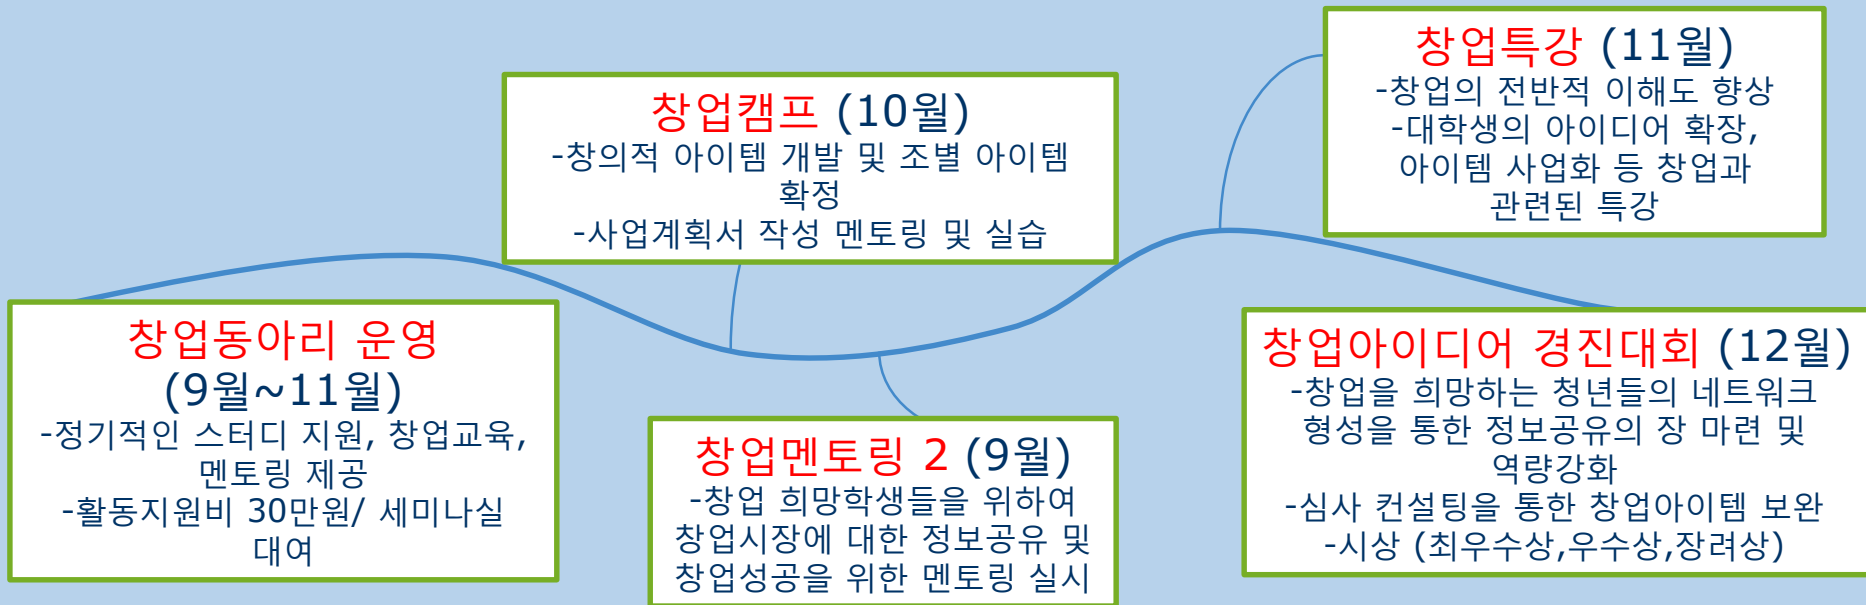 창업동아리 운영
(9월~11월)
-정기적인 스터디 지원, 창업교육,
멘토링 제공
-활동지원비 30만원/ 세미나실
대여
창업캠프 (10월)
-창의적 아이템 개발 및 조별 아이템
확정
-사업계획서 작성 멘토링 및 실습
창업멘토링 2 (9월)
-창업 희망학생들을 위하여
창업시장에 대한 정보공유 및
창업성공을 위한 멘토링 실시
창업특강 (11월)
-창업의 전반적 이해도 향상
-대학생의 아이디어 확장,
아이템 사업화 등 창업과
관련된 특강
창업아이디어 경진대회 (12월)
-창업을 희망하는 청년들의 네트워크
형성을 통한 정보공유의 장 마련 및
역량강화
-심사 컨설팅을 통한 창업아이템 보완
-시상 (최우수상,우수상,장려상)